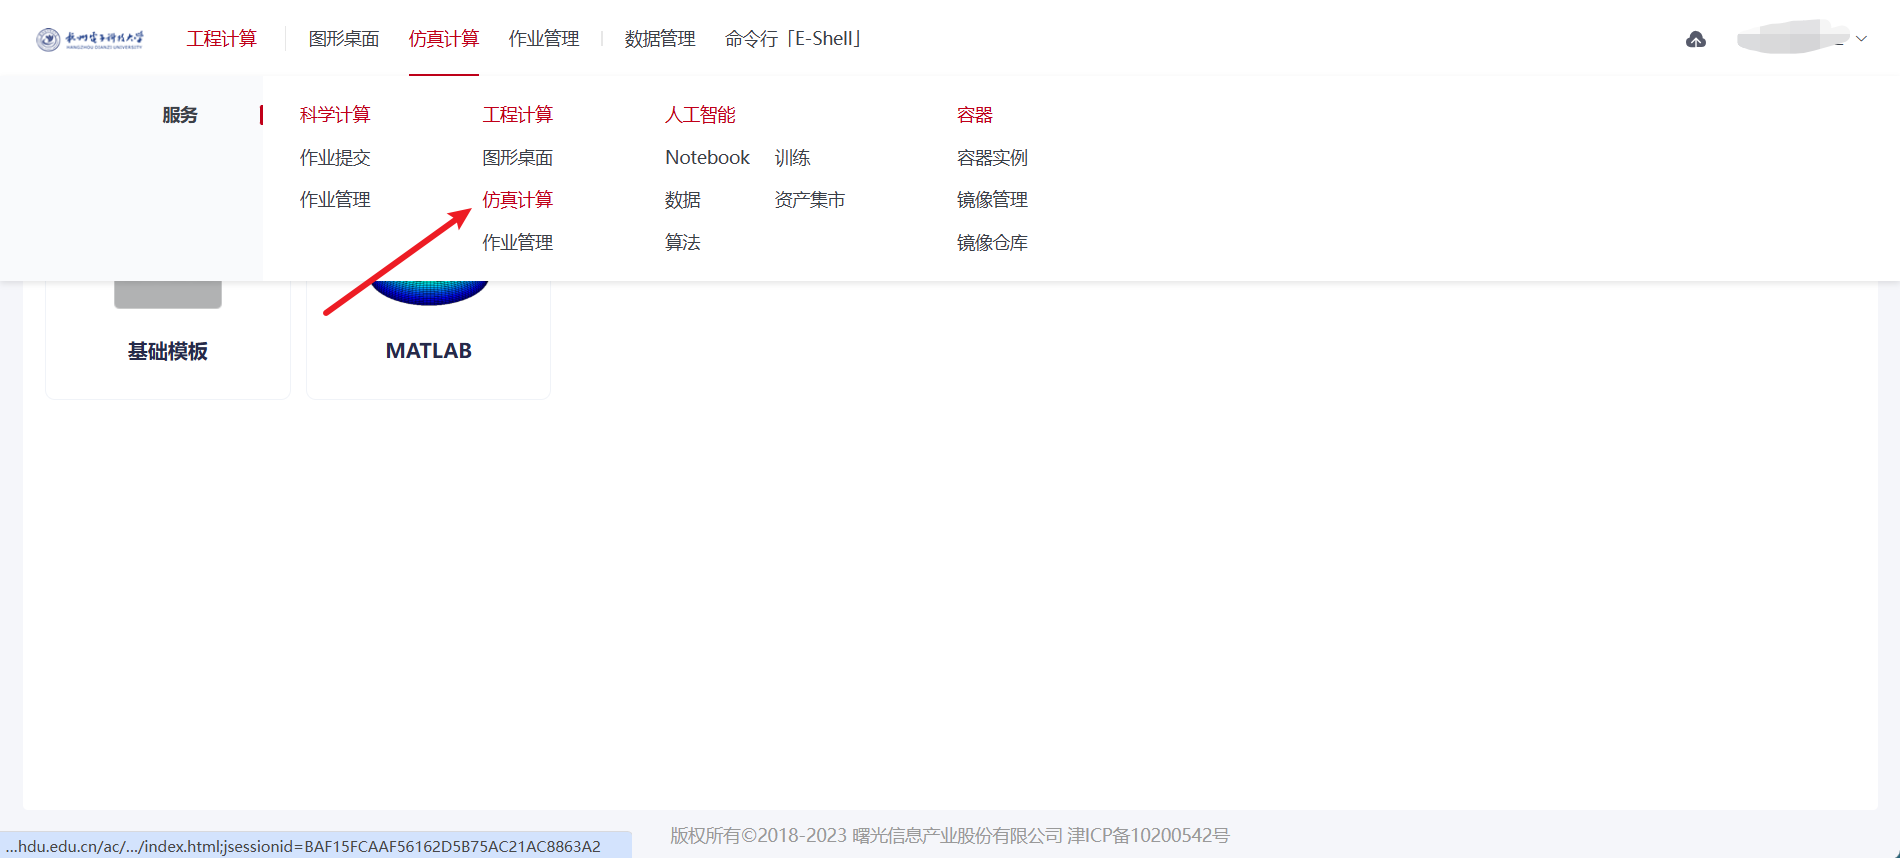 杭州电子科技大学
HANGZHOU DIANZI UNIVERSITY
工程计算 图形桌面 仿真计算 作业管理 数据管理 命令行「E-Shell」
服务 科学计算 工程计算 人工智能 容器
作业提交 图形桌面 Notebook 训练 容器实例
作业管理 仿真计算 数据 资产集市 镜像管理
作业管理 算法 镜像仓库
基础模板 MATLAB
版权所有©2018-2023 曙光信息产业股份有限公司 津ICP备10200542号
...hdu.edu.cn/ac/.../index.html;jsessionid=BAF15FCAAF56162D5B75AC21AC8863A2